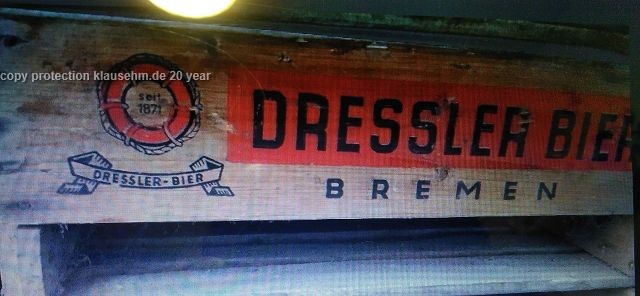 copy protection klausehm.de 20 year
seit
1871
DRESSLER-BIER
DRESSLER BIER
BREMEN